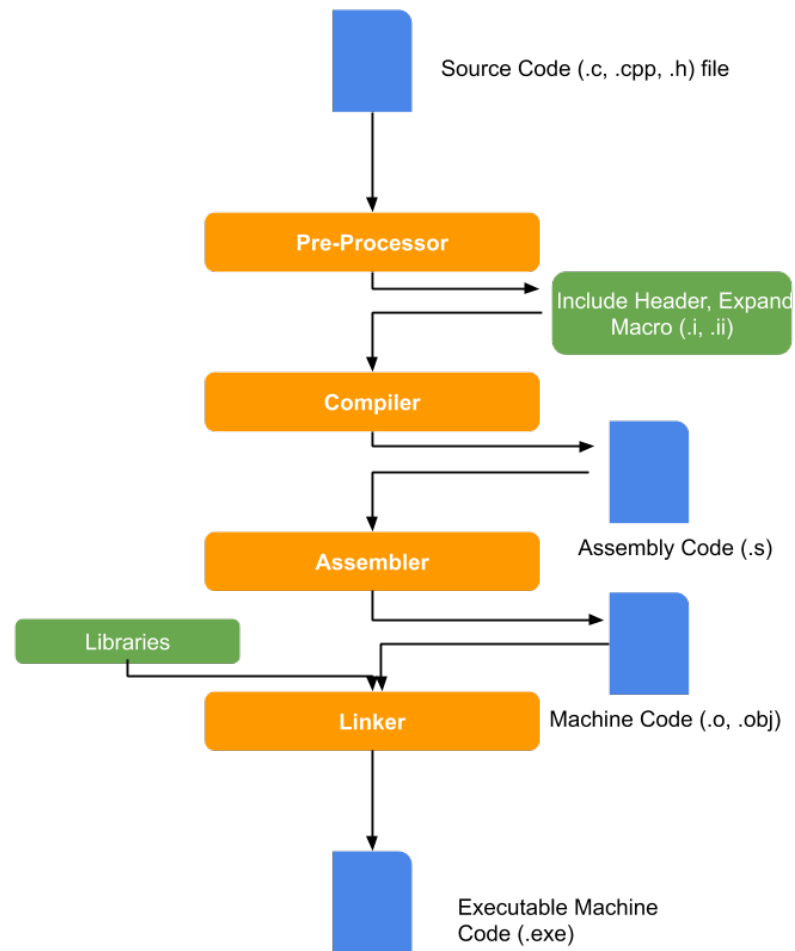 Source Code (.c, .cpp, .h) file
Pre-Processor
Include Header, Expand
Macro (.i, .ii)
Compiler
Assembly Code (.s)
Assembler
Libraries
Machine Code (.o, .obj)
Linker
Executable Machine
Code (.exe)